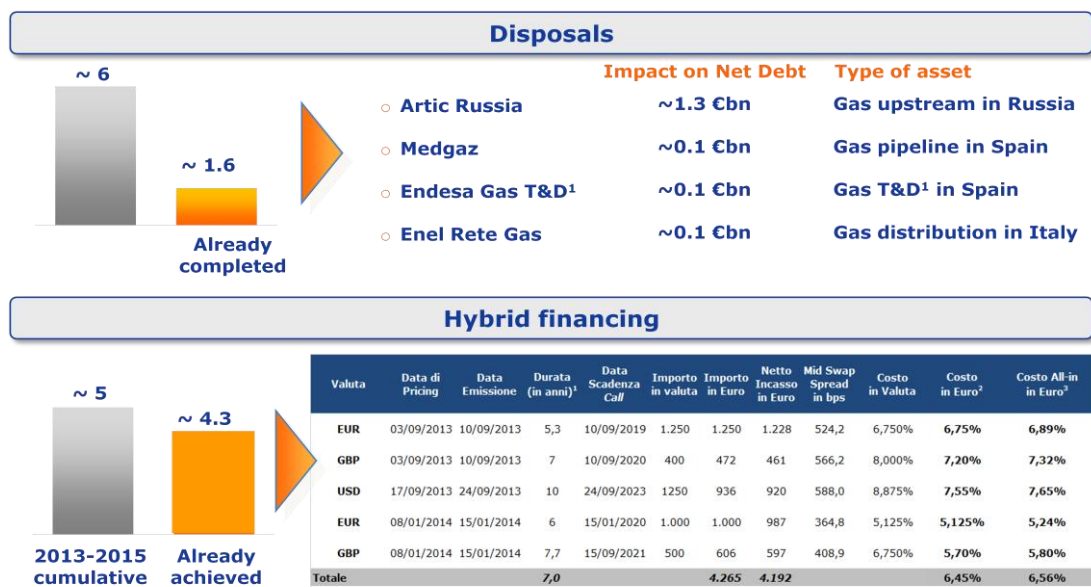 Disposals
~ 6
~ 1.6
Already
completed
Impact on Net Debt Type of asset
○ Artic Russia ~1.3 €bn Gas upstream in Russia
○ Medgaz ~0.1 €bn Gas pipeline in Spain
○ Endesa Gas T&D¹ ~0.1 €bn Gas T&D¹ in Spain
○ Enel Rete Gas ~0.1 €bn Gas distribution in Italy
Hybrid financing
~ 5
~ 4.3
2013-2015
cumulative
Already
achieved
Valuta Data di Pricing Data Emissione Durata (in anni)¹ Data Scadenza Call Importo in valuta Importo in Euro Netto Incasso in Euro Mid Swap Spread in bps Costo in Valuta Costo in Euro² Costo All-in in Euro³
EUR 03/09/2013 10/09/2013 5,3 10/09/2019 1.250 1.250 1.228 524,2 6,750% 6,75% 6,89%
GBP 03/09/2013 10/09/2013 7 10/09/2020 400 472 461 566,2 8,000% 7,20% 7,32%
USD 17/09/2013 24/09/2013 10 24/09/2023 1250 936 920 588,0 8,875% 7,55% 7,65%
EUR 08/01/2014 15/01/2014 6 15/01/2020 1.000 1.000 987 364,8 5,125% 5,125% 5,24%
GBP 08/01/2014 15/01/2014 7,7 15/09/2021 500 606 597 408,9 6,750% 5,70% 5,80%
Totale 7,0 4.265 4.192 6,45% 6,56%